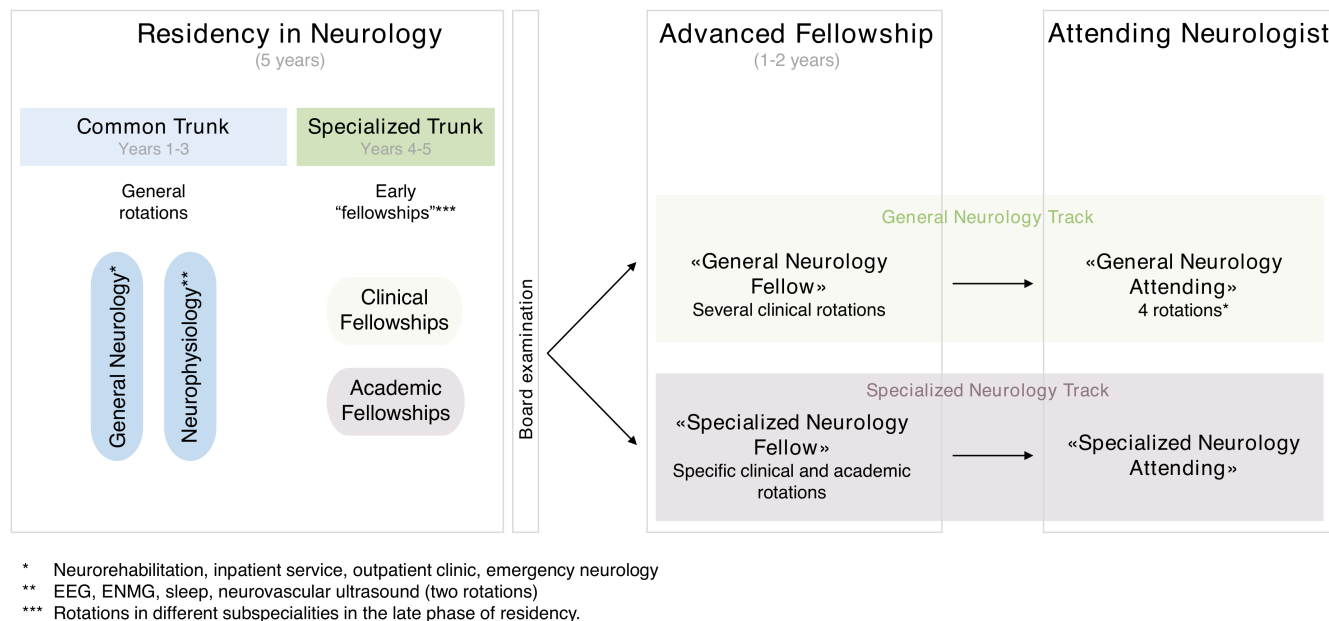 Residency in Neurology
(5 years)
Common Trunk
Years 1-3
Specialized Trunk
Years 4-5
General
rotations
Early
“fellowships”***
General Neurology*
Neurophysiology**
Clinical
Fellowships
Academic
Fellowships
Board examination
Advanced Fellowship
(1-2 years)
Attending Neurologist
General Neurology Track
«General Neurology
Fellow»
Several clinical rotations
«General Neurology
Attending»
4 rotations*
Specialized Neurology Track
«Specialized Neurology
Fellow»
Specific clinical and academic
rotations
«Specialized Neurology
Attending»
* Neurorehabilitation, inpatient service, outpatient clinic, emergency neurology
** EEG, ENMG, sleep, neurovascular ultrasound (two rotations)
*** Rotations in different subspecialities in the late phase of residency.